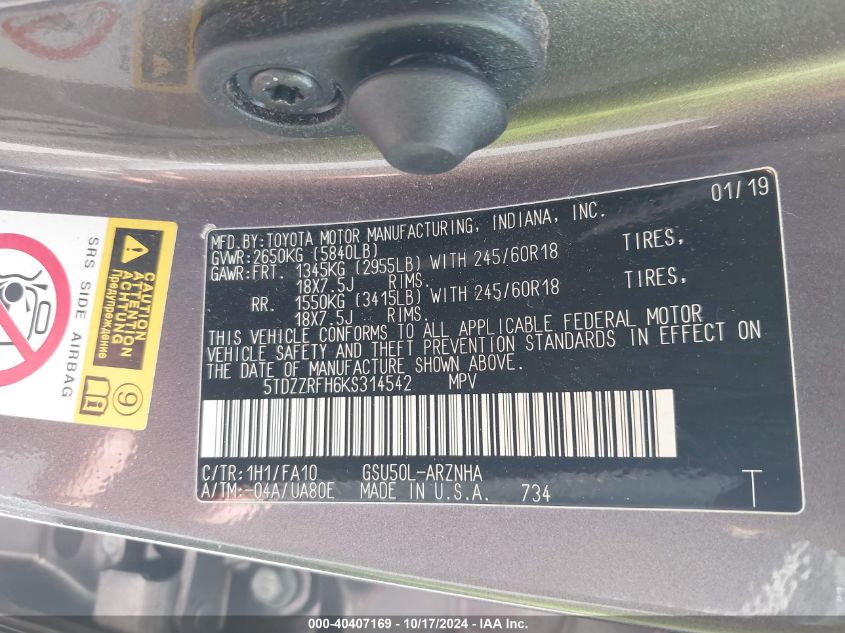 01/19
MFD.BY:TOYOTA MOTOR MANUFACTURING, INDIANA, INC.
GVWR:2650KG (5840LB)
GAWR:FRT. 1345KG (2955LB) WITH 245/60R18 TIRES,
18X7.5J RIMS.
RR. 1550KG (3415LB) WITH 245/60R18 TIRES,
18X7.5J RIMS.
THIS VEHICLE CONFORMS TO ALL APPLICABLE FEDERAL MOTOR
VEHICLE SAFETY AND THEFT PREVENTION STANDARDS IN EFFECT ON
THE DATE OF MANUFACTURE SHOWN ABOVE.
5TDZZRFH6KS314542 MPV
C/TR:1H1/FA10 GSU50L-ARZNHA
A/TM:-04A/UA80E MADE IN U.S.A. 734
T
SRS SIDE AIRBAG
CAUTION
ATTENTION
ACHTUNG
Предупреждение
9
000-40407169 - 10/17/2024 - IAAI.com